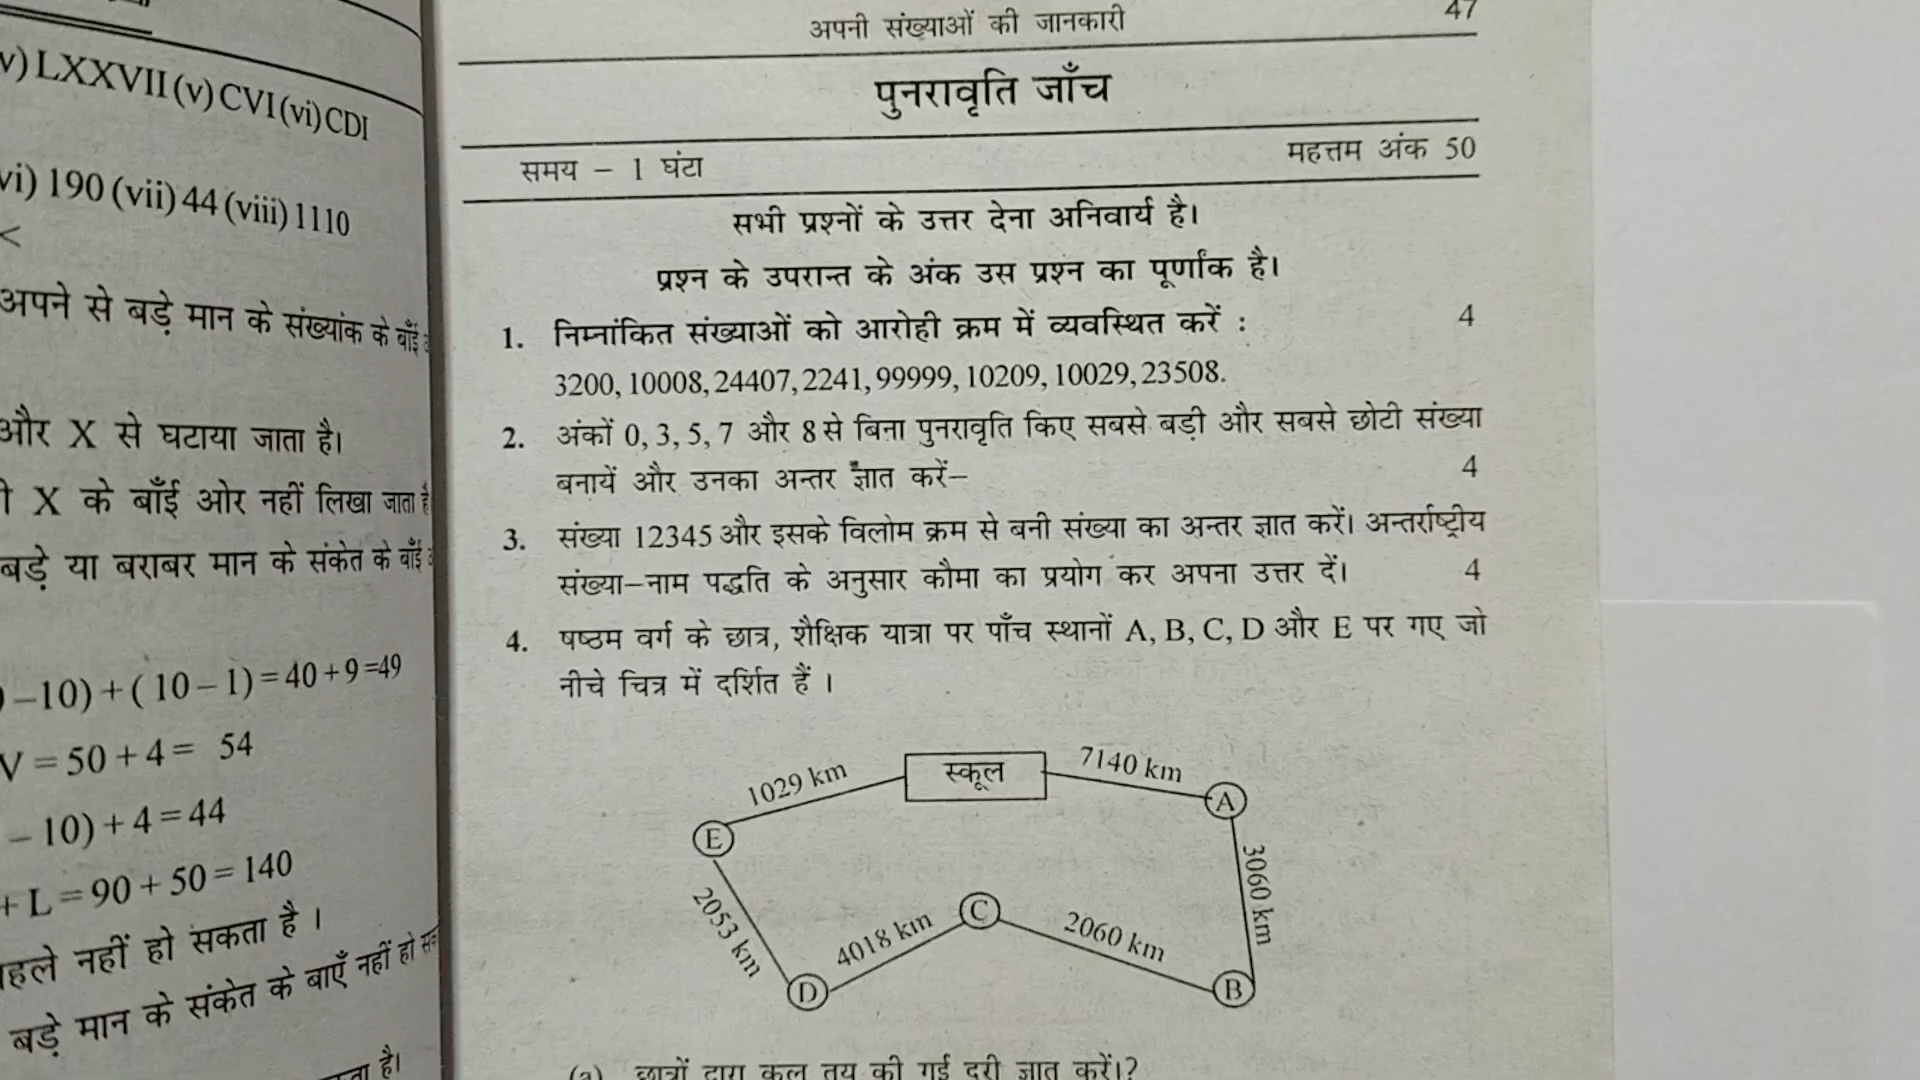 v) LXXVII (v) CVI (vi) CDI
vi) 190 (vii) 44 (viii) 1110
<
अपने से बड़े मान के संख्यांक के बाँई
और X से घटाया जाता है।
X के बाँई ओर नहीं लिखा जाता है
बड़े या बराबर मान के संकेत के बाँई
–10) + ( 10 – 1) = 40 + 9 =49
V = 50 + 4 = 54
– 10) + 4 = 44
+ L = 90 + 50 = 140
पहले नहीं हो सकता है ।
बड़े मान के संकेत के बाएँ नहीं हो
है।
अपनी संख्याओं की जानकारी 47
पुनरावृति जाँच
समय – 1 घंटा महत्तम अंक 50
सभी प्रश्नों के उत्तर देना अनिवार्य है।
प्रश्न के उपरान्त के अंक उस प्रश्न का पूर्णांक है।
1. निम्नांकित संख्याओं को आरोही क्रम में व्यवस्थित करें : 4
3200, 10008, 24407, 2241, 99999, 10209, 10029, 23508.
2. अंकों 0, 3, 5, 7 और 8 से बिना पुनरावृति किए सबसे बड़ी और सबसे छोटी संख्या
बनायें और उनका अन्तर ज्ञात करें– 4
3. संख्या 12345 और इसके विलोम क्रम से बनी संख्या का अन्तर ज्ञात करें। अन्तर्राष्ट्रीय
संख्या–नाम पद्धति के अनुसार कौमा का प्रयोग कर अपना उत्तर दें। 4
4. षष्ठम वर्ग के छात्र, शैक्षिक यात्रा पर पाँच स्थानों A, B, C, D और E पर गए जो
नीचे चित्र में दर्शित हैं ।
1029 km स्कूल 7140 km
A
E
3060 km
2053 km
4018 km C 2060 km
D B
(a) छात्रों द्वारा कुल तय की गई दूरी ज्ञात करें।?